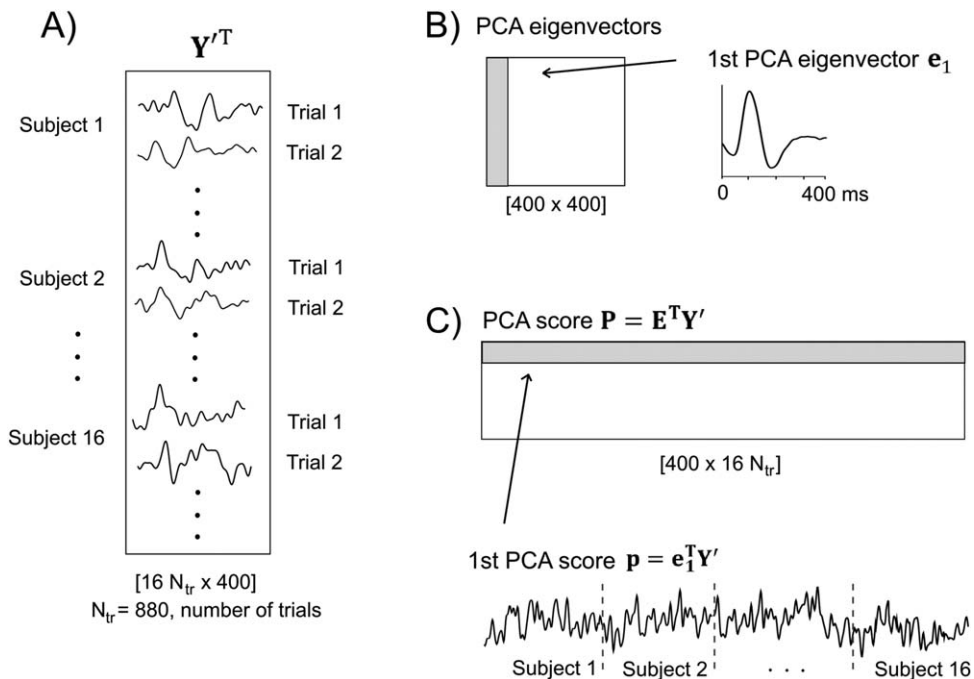 A)
Y'ᵀ
Subject 1
Trial 1
Trial 2
Subject 2
Trial 1
Trial 2
Subject 16
Trial 1
Trial 2
[16 Nₜᵣ x 400]
Nₜᵣ = 880, number of trials
B) PCA eigenvectors
1st PCA eigenvector e₁
[400 x 400]
0 400 ms
C) PCA score P = EᵀY'
[400 x 16 Nₜᵣ]
1st PCA score p = e₁ᵀY'
Subject 1 Subject 2 . . . Subject 16